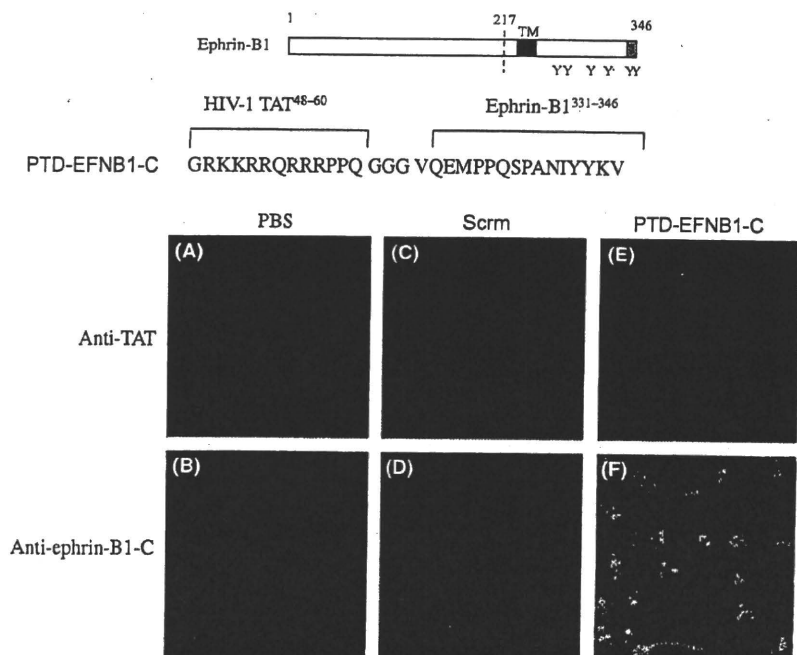 1 217 TM 346
Ephrin-B1
YY Y Y YY
HIV-1 TAT48–60 Ephrin-B1331–346
PTD-EFNB1-C GRKKRRQRRRPPQ GGG VQEMPPQSPANIYYKV
PBS Scrm PTD-EFNB1-C
(A) (C) (E)
Anti-TAT
(B) (D) (F)
Anti-ephrin-B1-C